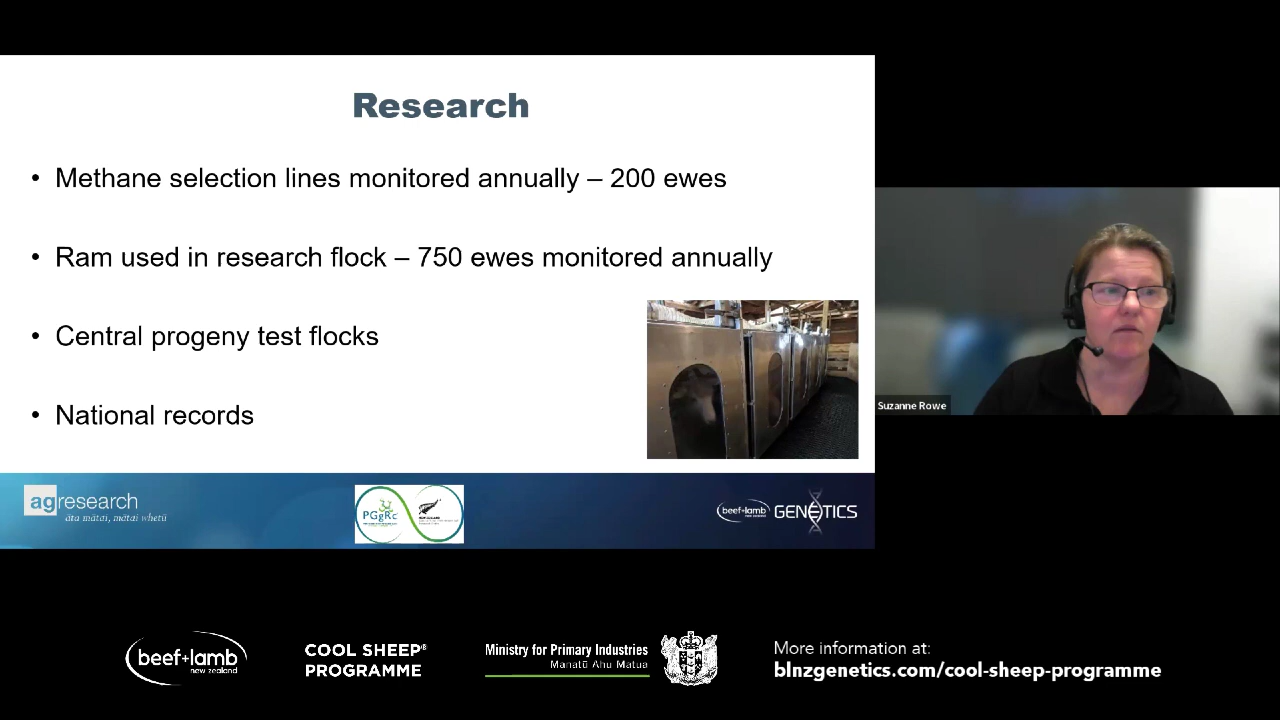 Research
• Methane selection lines monitored annually – 200 ewes
• Ram used in research flock – 750 ewes monitored annually
• Central progeny test flocks
• National records
agresearch
āta mātai, mātai whetū
PGgRc
beef+lamb
GENETICS
Suzanne Rowe
beef+lamb
new zealand
COOL SHEEP®
PROGRAMME
Ministry for Primary Industries
Manatū Ahu Matua
More information at:
blnzgenetics.com/cool-sheep-programme